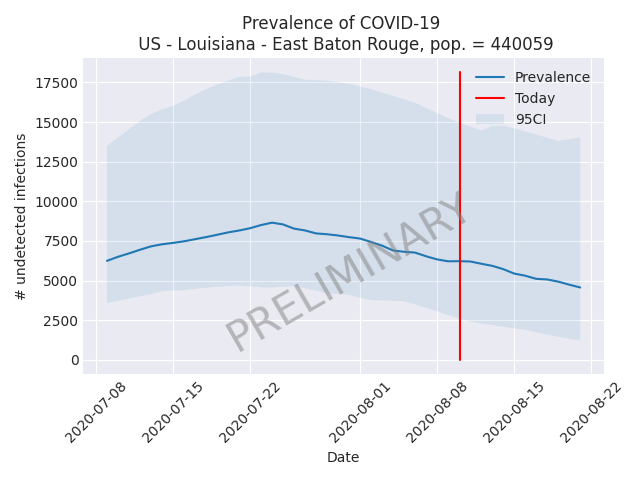 Prevalence of COVID-19
US - Louisiana - East Baton Rouge, pop. = 440059
Prevalence
Today
95CI
17500
15000
12500
10000
7500
5000
2500
0
# undetected infections
PRELIMINARY
2020-07-08
2020-07-15
2020-07-22
2020-08-01
2020-08-08
2020-08-15
2020-08-22
Date